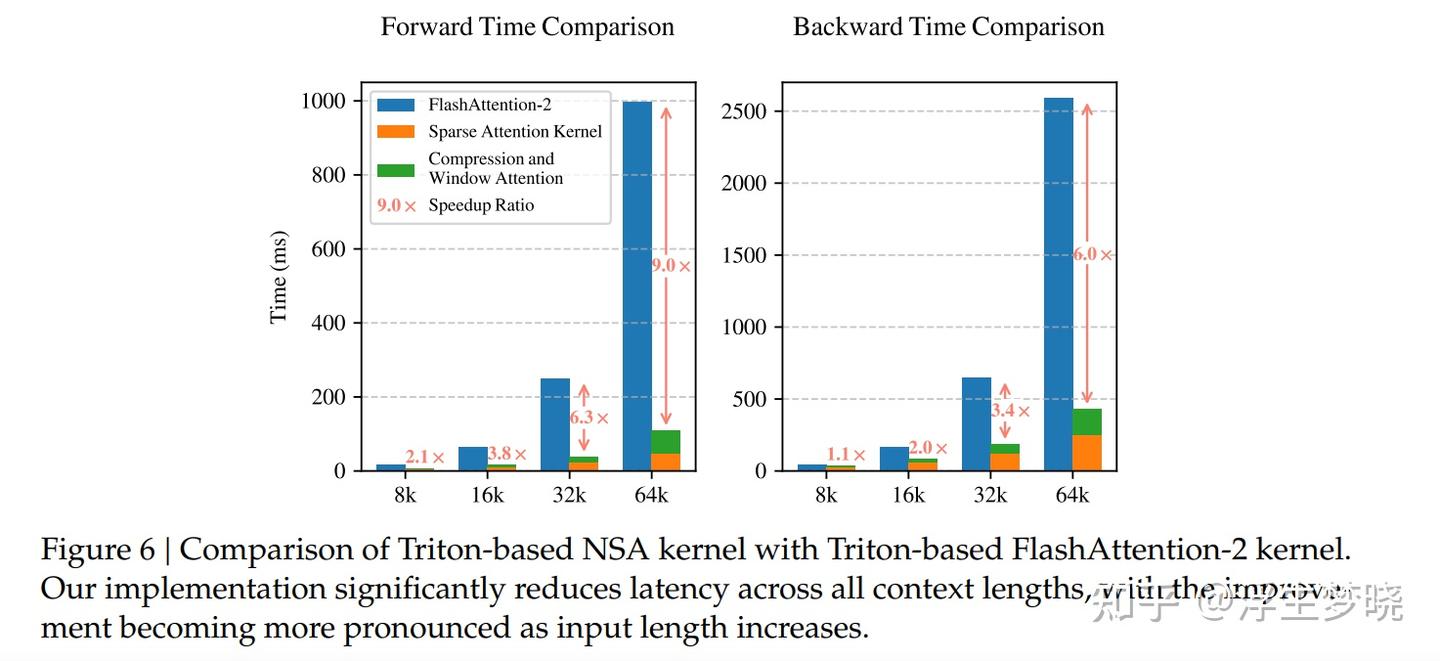 Forward Time Comparison
Backward Time Comparison
Time (ms)
1000
800
600
400
200
0
FlashAttention-2
Sparse Attention Kernel
Compression and
Window Attention
9.0× Speedup Ratio
2.1×
3.8×
6.3×
9.0×
8k 16k 32k 64k
2500
2000
1500
1000
500
0
1.1×
2.0×
3.4×
6.0×
8k 16k 32k 64k
Figure 6 | Comparison of Triton-based NSA kernel with Triton-based FlashAttention-2 kernel.
Our implementation significantly reduces latency across all context lengths, with the improve-
ment becoming more pronounced as input length increases.
知乎 @浮生梦晓